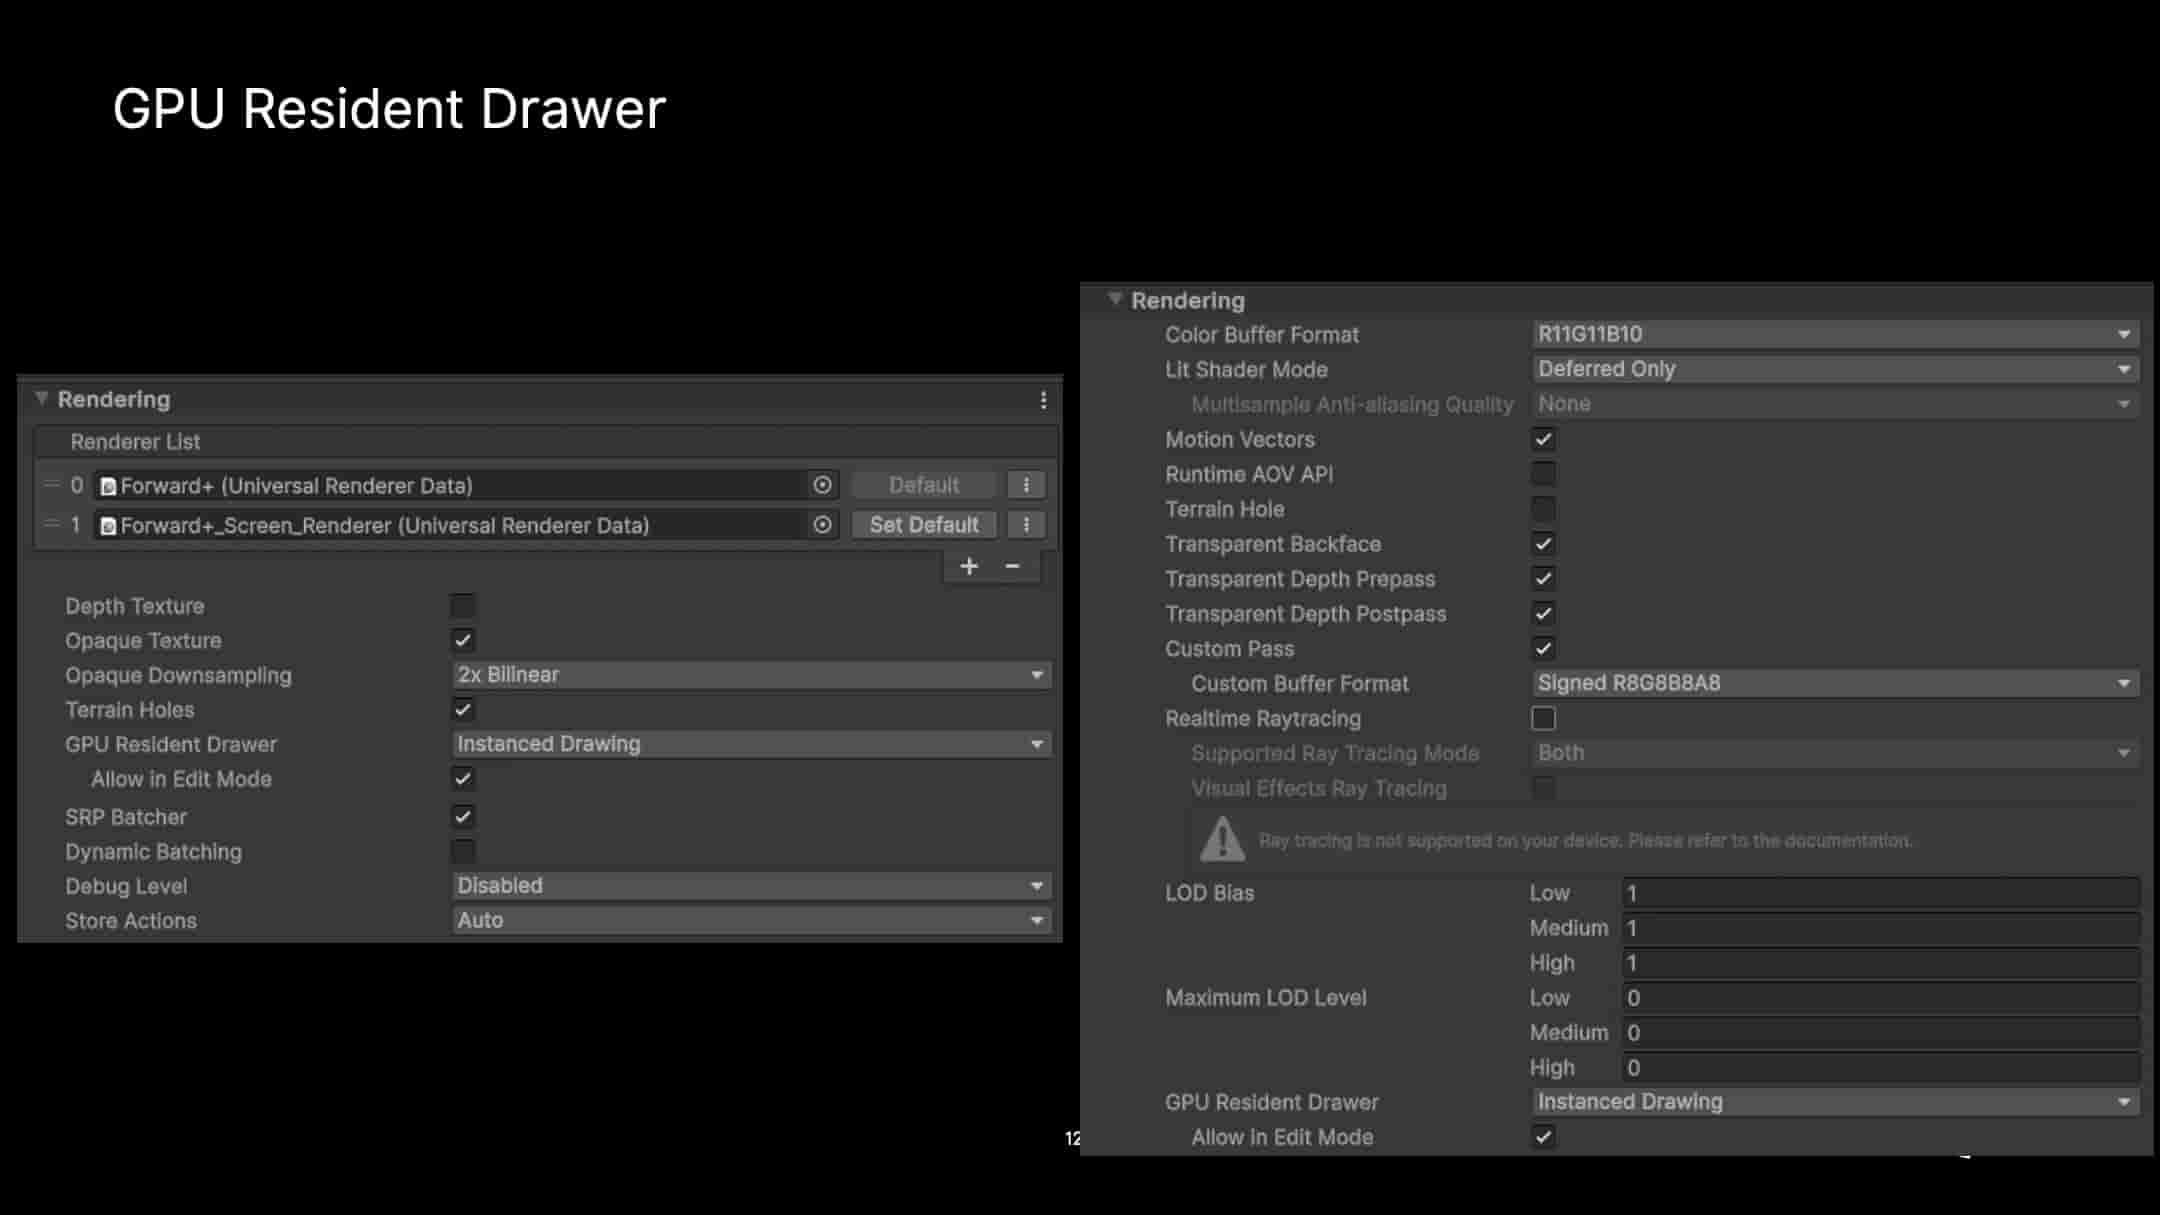 GPU Resident Drawer
Rendering
Renderer List
0 Forward+ (Universal Renderer Data) Default
1 Forward+_Screen_Renderer (Universal Renderer Data) Set Default
+ −
Depth Texture
Opaque Texture
Opaque Downsampling 2x Bilinear
Terrain Holes
GPU Resident Drawer Instanced Drawing
Allow in Edit Mode
SRP Batcher
Dynamic Batching
Debug Level Disabled
Store Actions Auto
Rendering
Color Buffer Format R11G11B10
Lit Shader Mode Deferred Only
Multisample Anti-aliasing Quality None
Motion Vectors
Runtime AOV API
Terrain Hole
Transparent Backface
Transparent Depth Prepass
Transparent Depth Postpass
Custom Pass
Custom Buffer Format Signed R8G8B8A8
Realtime Raytracing
Supported Ray Tracing Mode Both
Visual Effects Ray Tracing
Ray tracing is not supported on your device. Please refer to the documentation.
LOD Bias Low 1
Medium 1
High 1
Maximum LOD Level Low 0
Medium 0
High 0
GPU Resident Drawer Instanced Drawing
Allow in Edit Mode
12